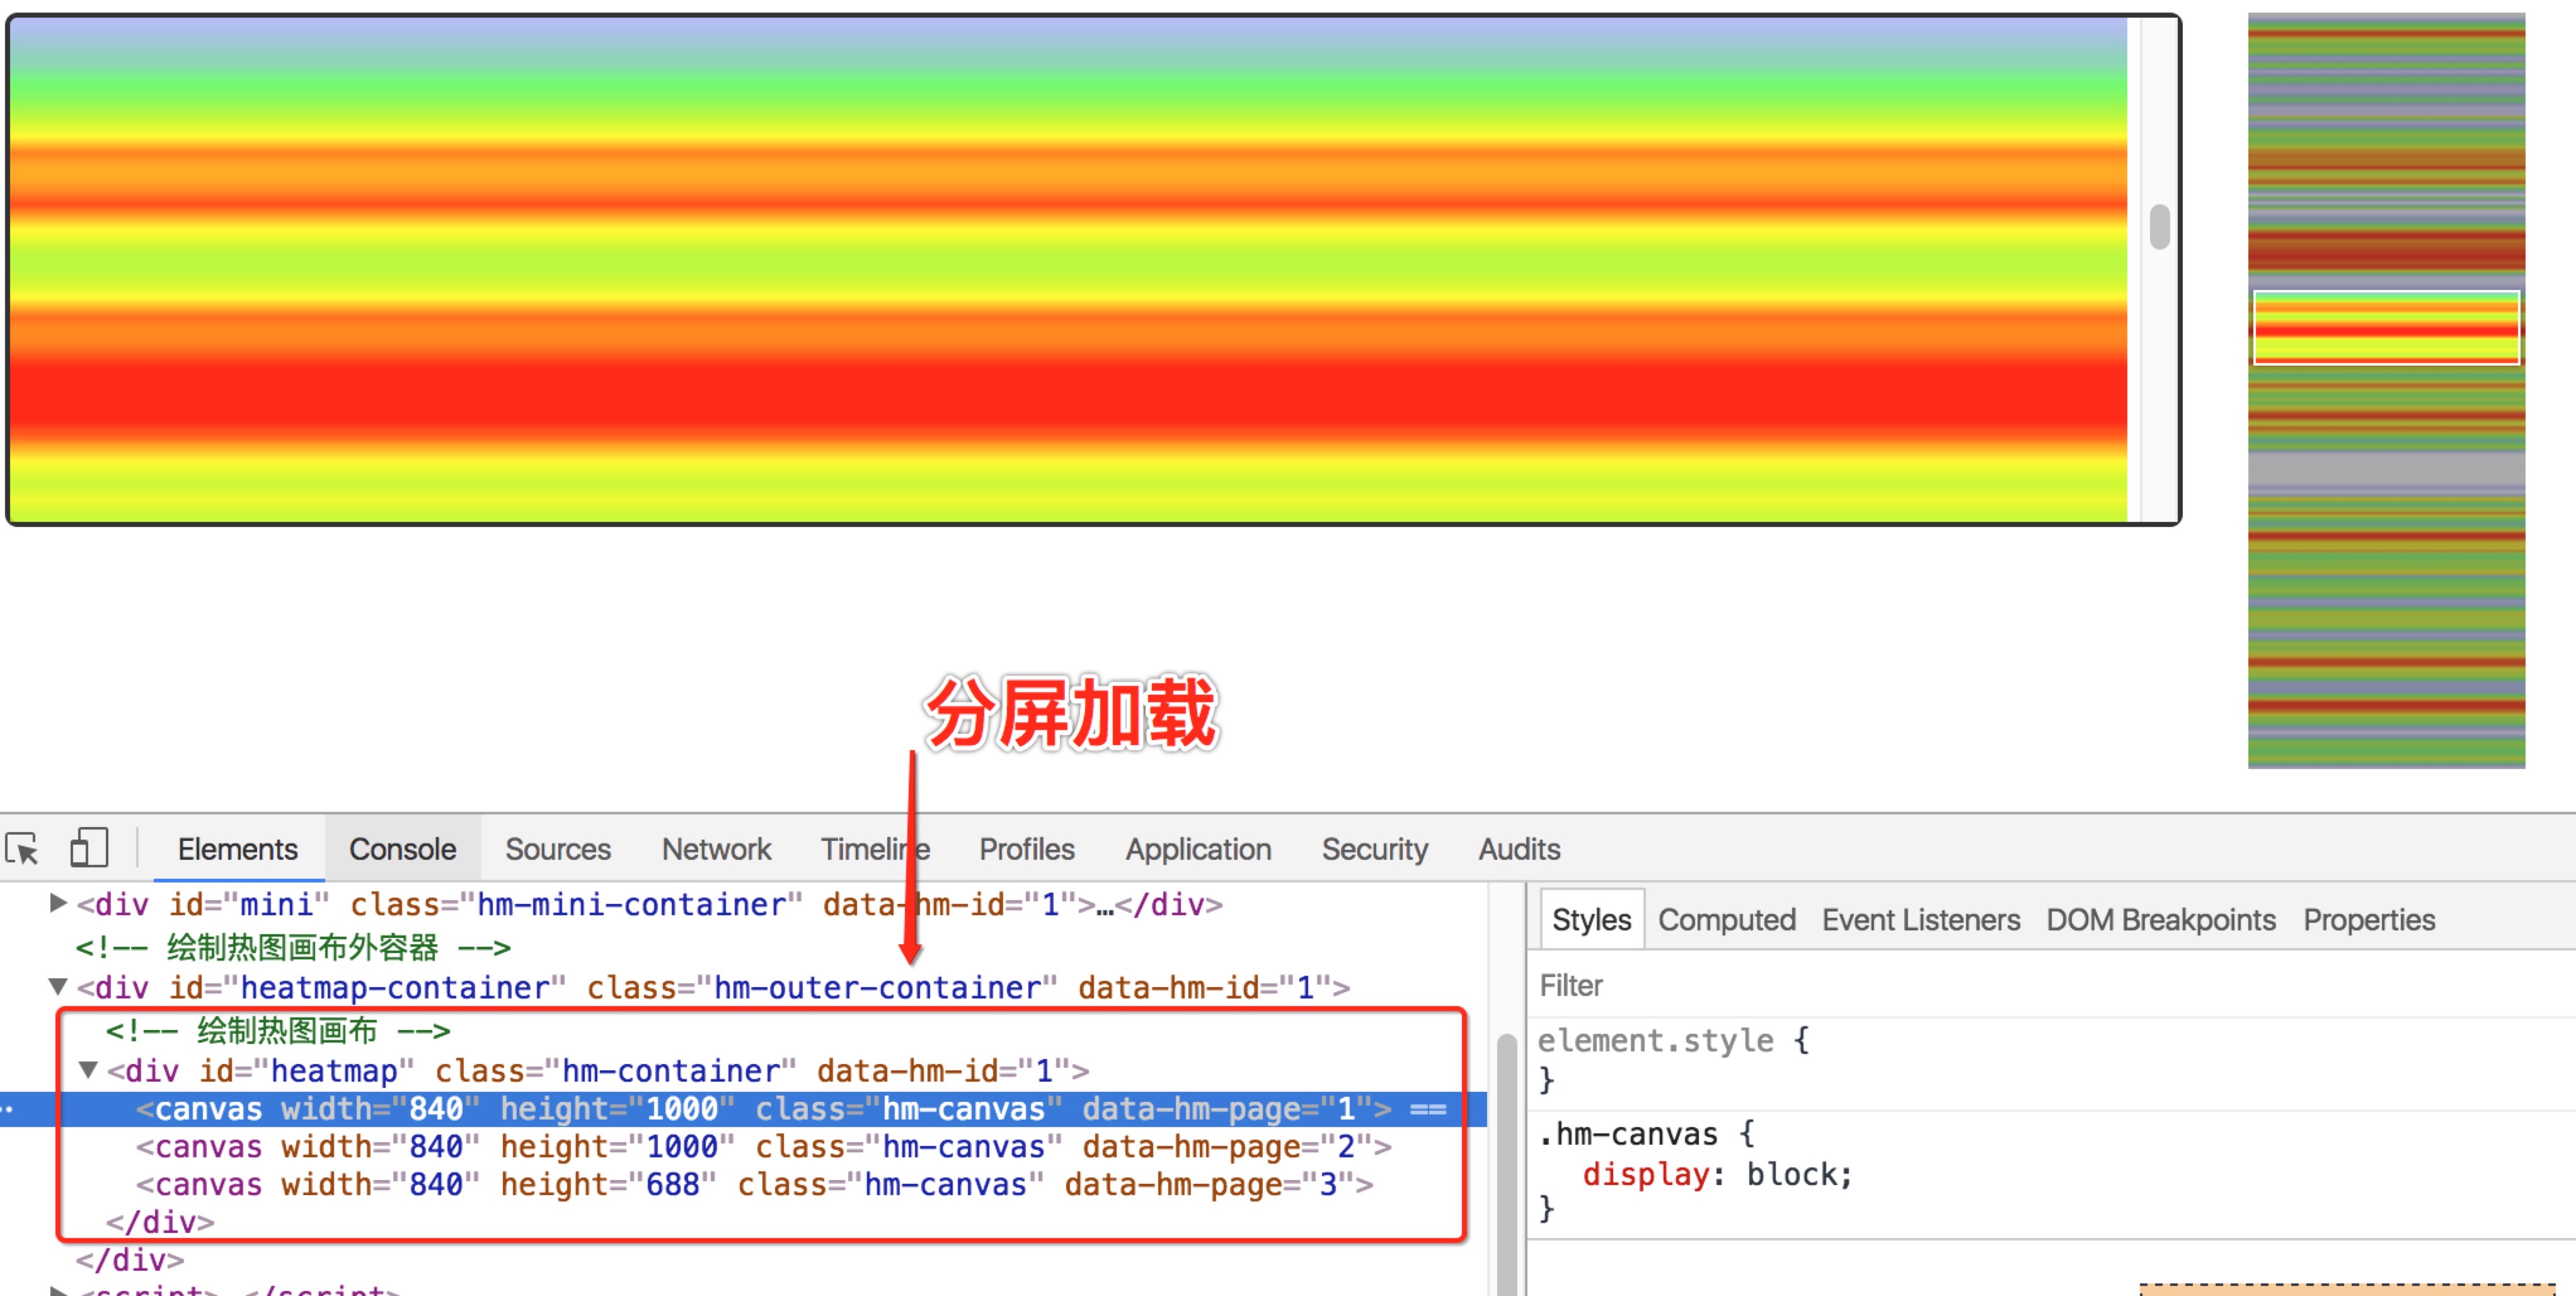 分屏加载
Elements Console Sources Network Timeline Profiles Application Security Audits
<div id="mini" class="hm-mini-container" data-hm-id="1">…</div>
<!-- 绘制热图画布外容器 -->
<div id="heatmap-container" class="hm-outer-container" data-hm-id="1">
<!-- 绘制热图画布 -->
<div id="heatmap" class="hm-container" data-hm-id="1">
<canvas width="840" height="1000" class="hm-canvas" data-hm-page="1"> ==
<canvas width="840" height="1000" class="hm-canvas" data-hm-page="2">
<canvas width="840" height="688" class="hm-canvas" data-hm-page="3">
</div>
</div>
<script> </script>
Styles Computed Event Listeners DOM Breakpoints Properties
Filter
element.style {
}
.hm-canvas {
display: block;
}